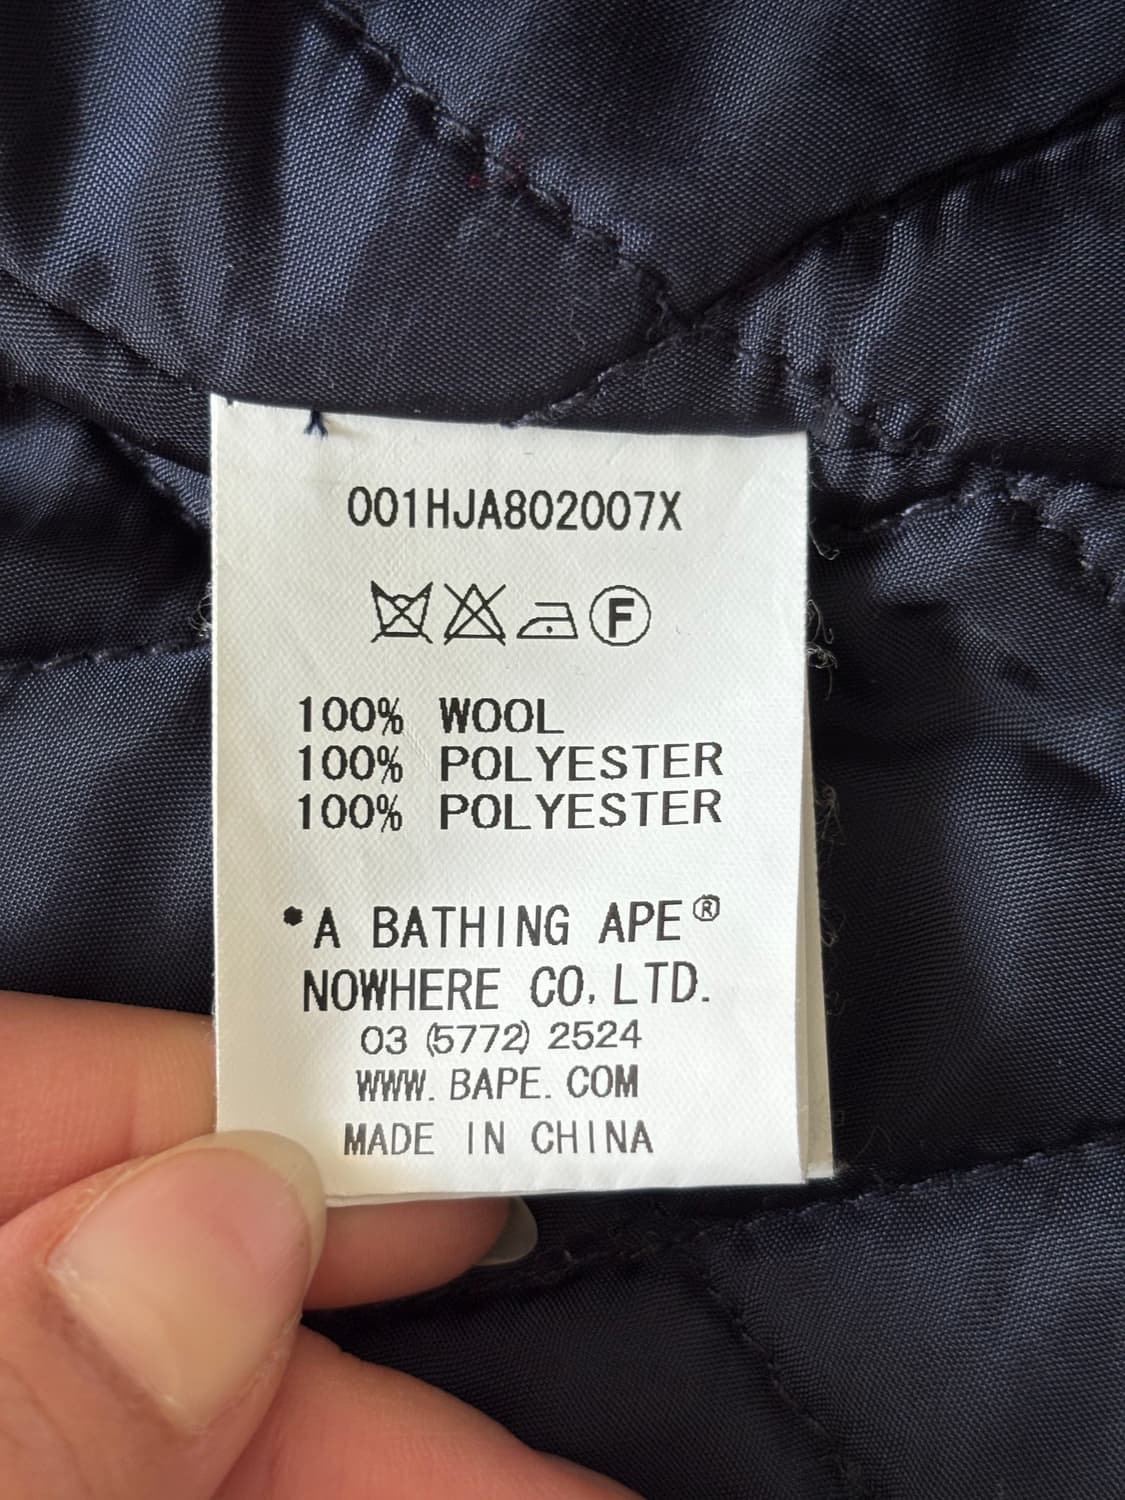 001HJA802007X
F
100% WOOL
100% POLYESTER
100% POLYESTER
*A BATHING APE®
NOWHERE CO, LTD.
03 (5772) 2524
WWW. BAPE. COM
MADE IN CHINA